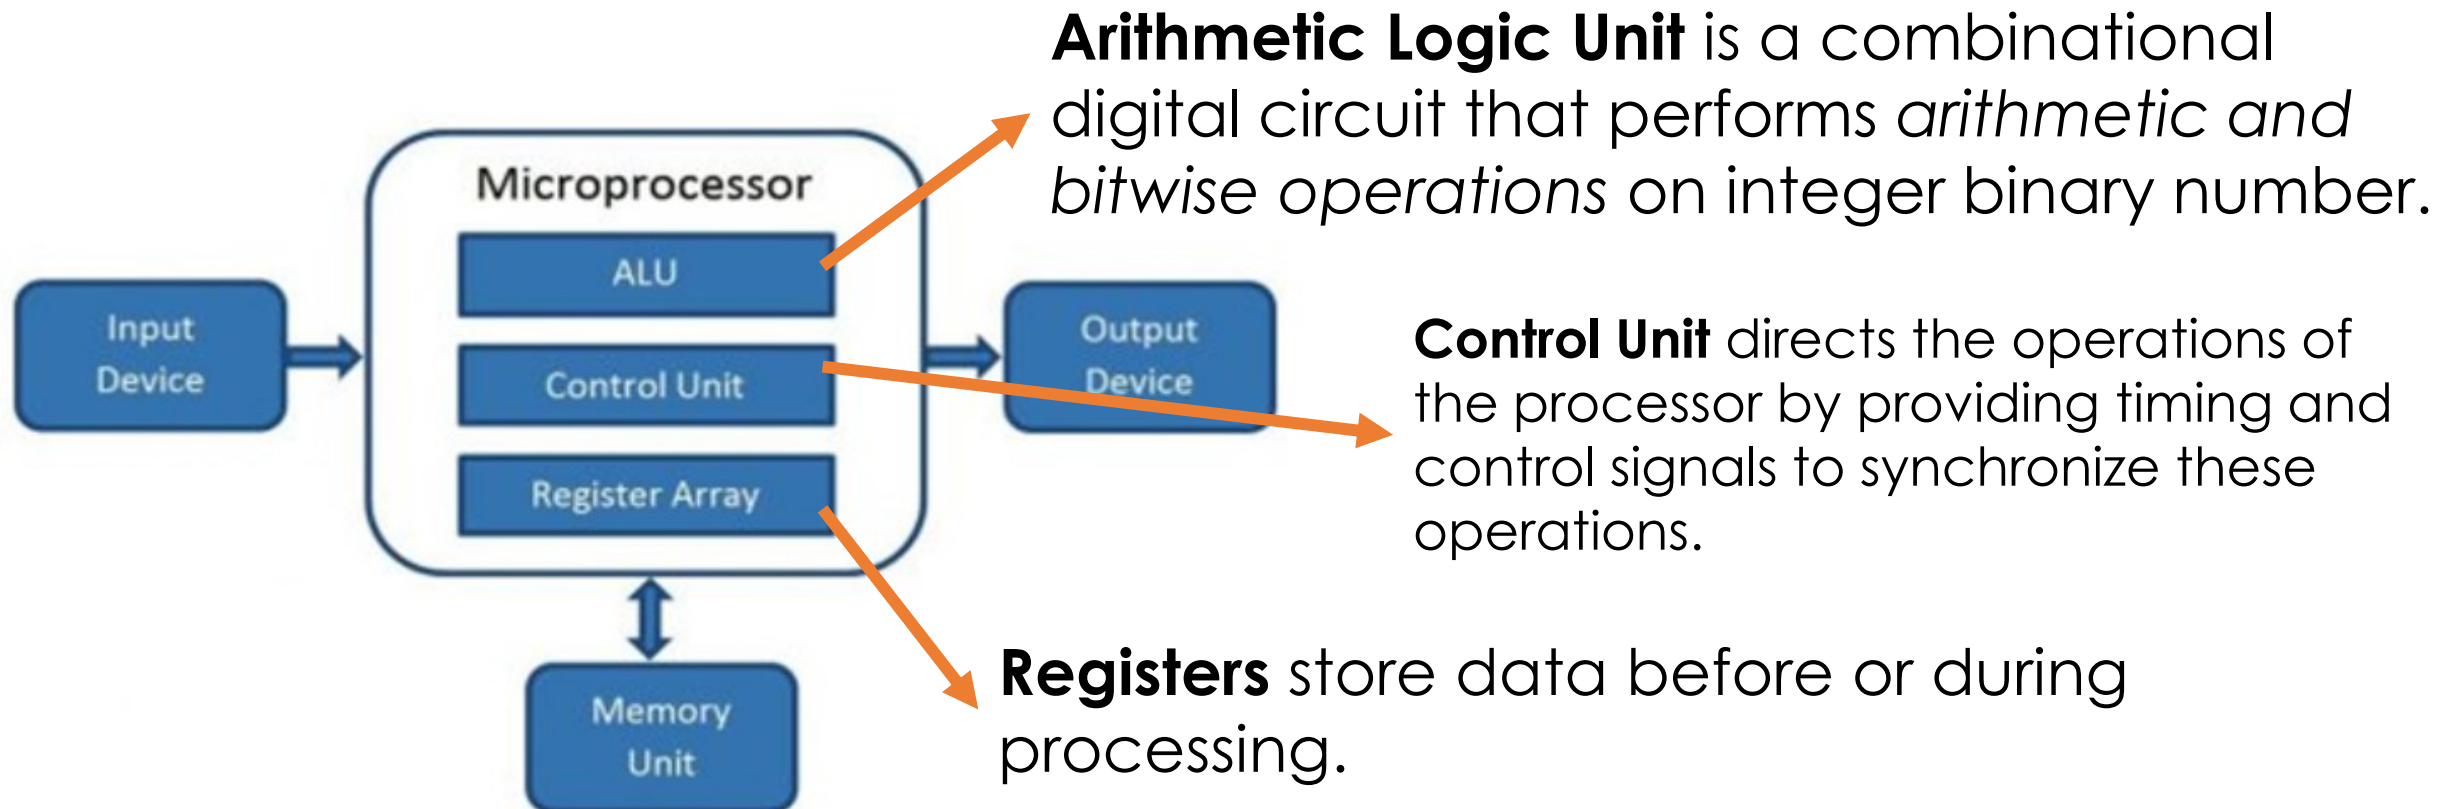 Arithmetic Logic Unit is a combinational
digital circuit that performs arithmetic and
bitwise operations on integer binary number.
Microprocessor
ALU
Control Unit
Register Array
Input
Device
Output
Device
Memory
Unit
Control Unit directs the operations of
the processor by providing timing and
control signals to synchronize these
operations.
Registers store data before or during
processing.